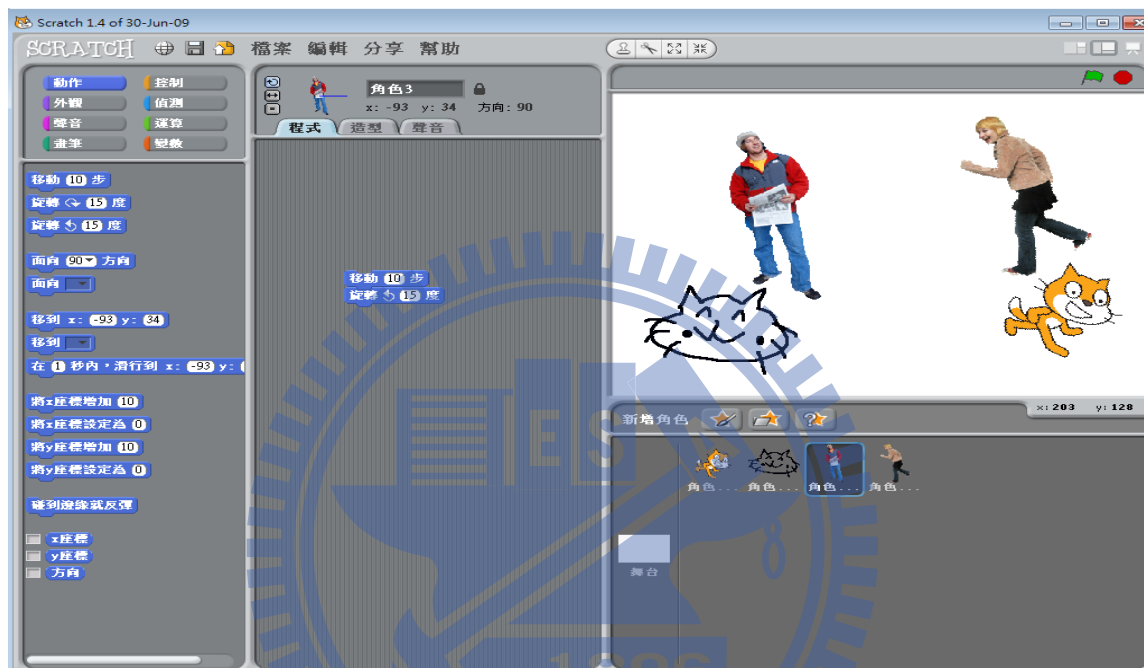 Scratch 1.4 of 30-Jun-09
SCRATCH 檔案 編輯 分享 幫助
動作 控制
外觀 偵測
聲音 運算
畫筆 變數
角色3
x: -93 y: 34 方向: 90
程式 造型 聲音
移動 10 步
旋轉 15 度
旋轉 15 度
面向 90 方向
面向
移到 x: -93 y: 34
移到
在 1 秒內,滑行到 x: -93 y:
將x座標增加 10
將x座標設定為 0
將y座標增加 10
將y座標設定為 0
碰到邊緣就反彈
x座標
y座標
方向
移動 10 步
旋轉 15 度
x: 203 y: 128
新增角色
角色... 角色... 角色... 角色...
舞台
ES
1896